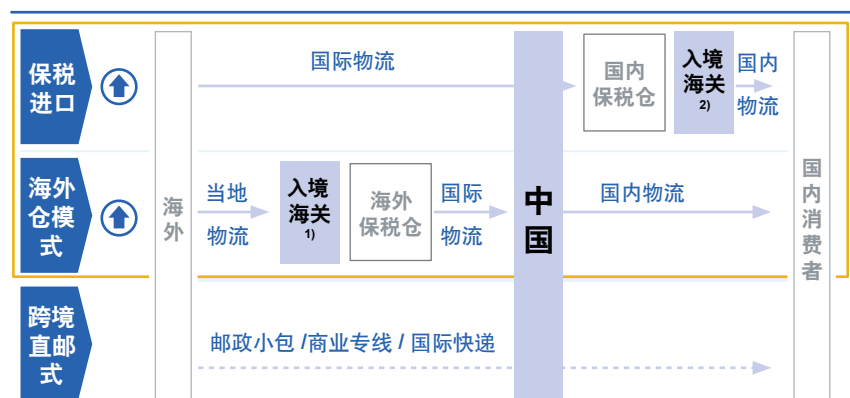 保税
进口
国际物流
国内
保税仓
入境
海关
2)
国内
物流
海外
仓模
式
海外
当地
物流
入境
海关
1)
海外
保税仓
国际
物流
中国
国内物流
国内消费者
跨境
直邮
式
邮政小包 /商业专线 / 国际快递